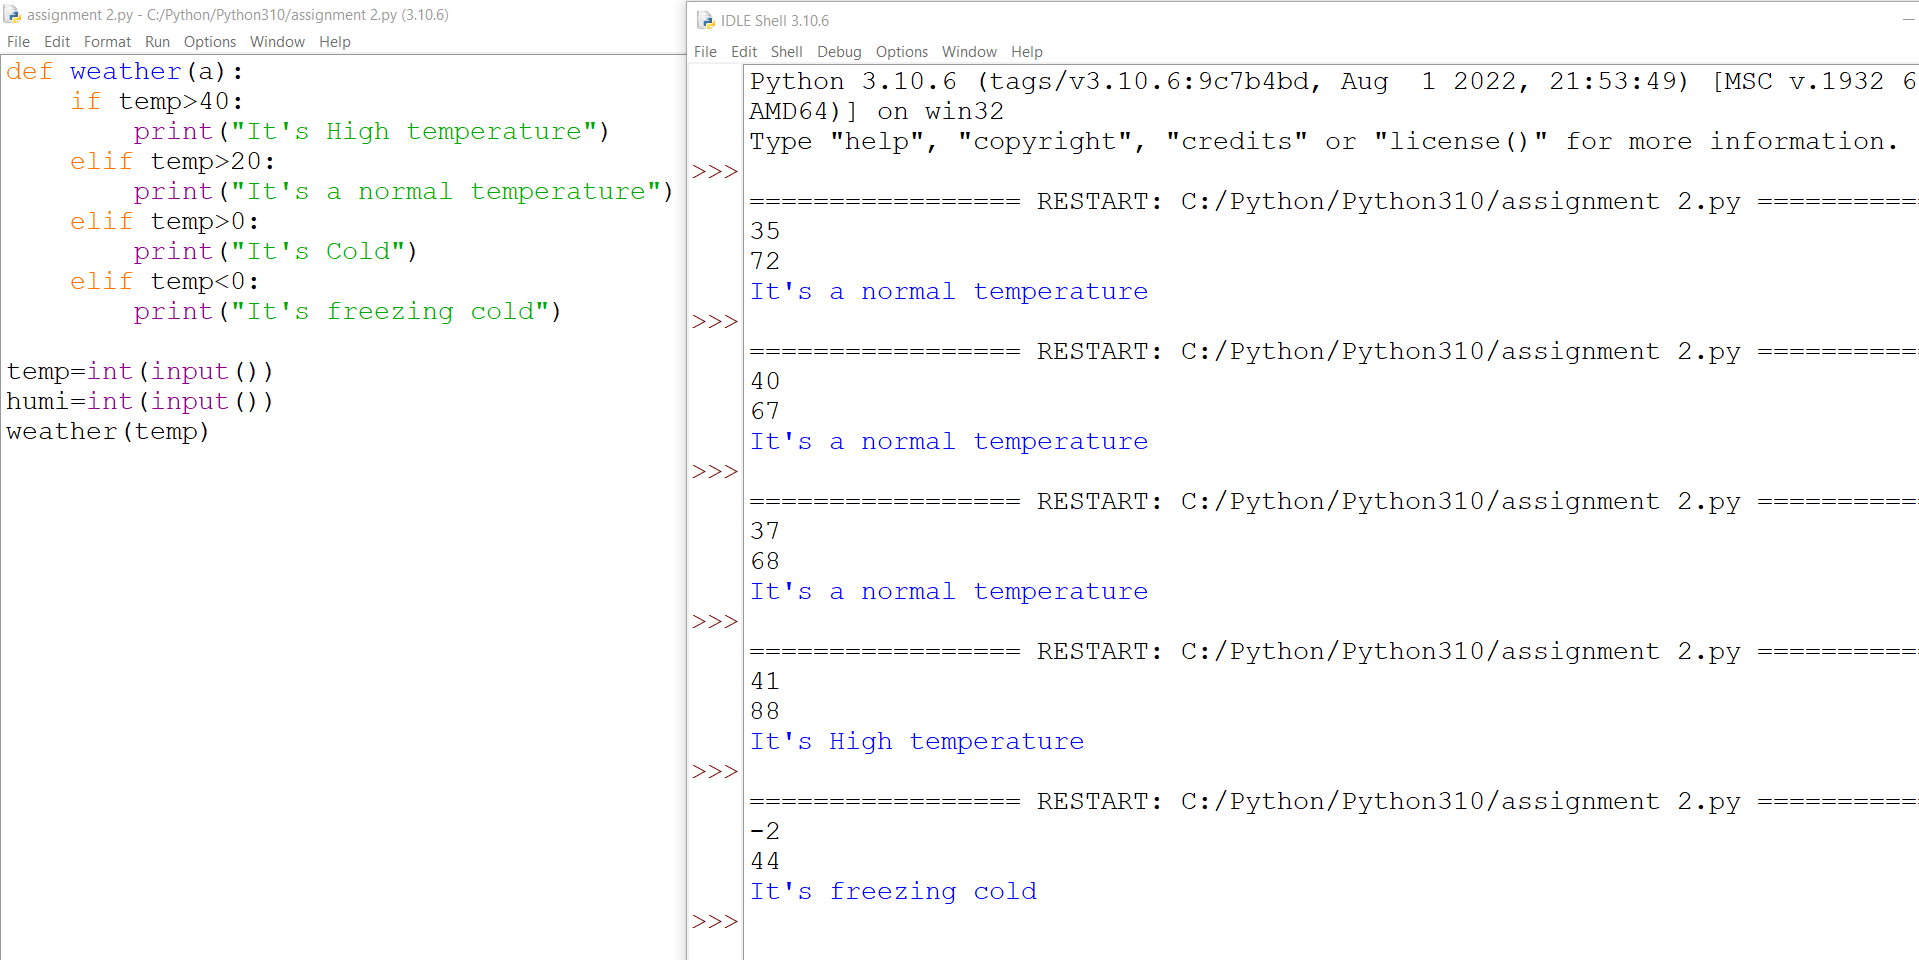 assignment 2.py - C:/Python/Python310/assignment 2.py (3.10.6)
File Edit Format Run Options Window Help
def weather(a):
    if temp>40:
        print("It's High temperature")
    elif temp>20:
        print("It's a normal temperature")
    elif temp>0:
        print("It's Cold")
    elif temp<0:
        print("It's freezing cold")

temp=int(input())
humi=int(input())
weather(temp)
IDLE Shell 3.10.6
File Edit Shell Debug Options Window Help
Python 3.10.6 (tags/v3.10.6:9c7b4bd, Aug  1 2022, 21:53:49) [MSC v.1932 6
AMD64)] on win32
Type "help", "copyright", "credits" or "license()" for more information.
>>>
================= RESTART: C:/Python/Python310/assignment 2.py ==========
35
72
It's a normal temperature
>>>
================= RESTART: C:/Python/Python310/assignment 2.py ==========
40
67
It's a normal temperature
>>>
================= RESTART: C:/Python/Python310/assignment 2.py ==========
37
68
It's a normal temperature
>>>
================= RESTART: C:/Python/Python310/assignment 2.py ==========
41
88
It's High temperature
>>>
================= RESTART: C:/Python/Python310/assignment 2.py ==========
-2
44
It's freezing cold
>>>